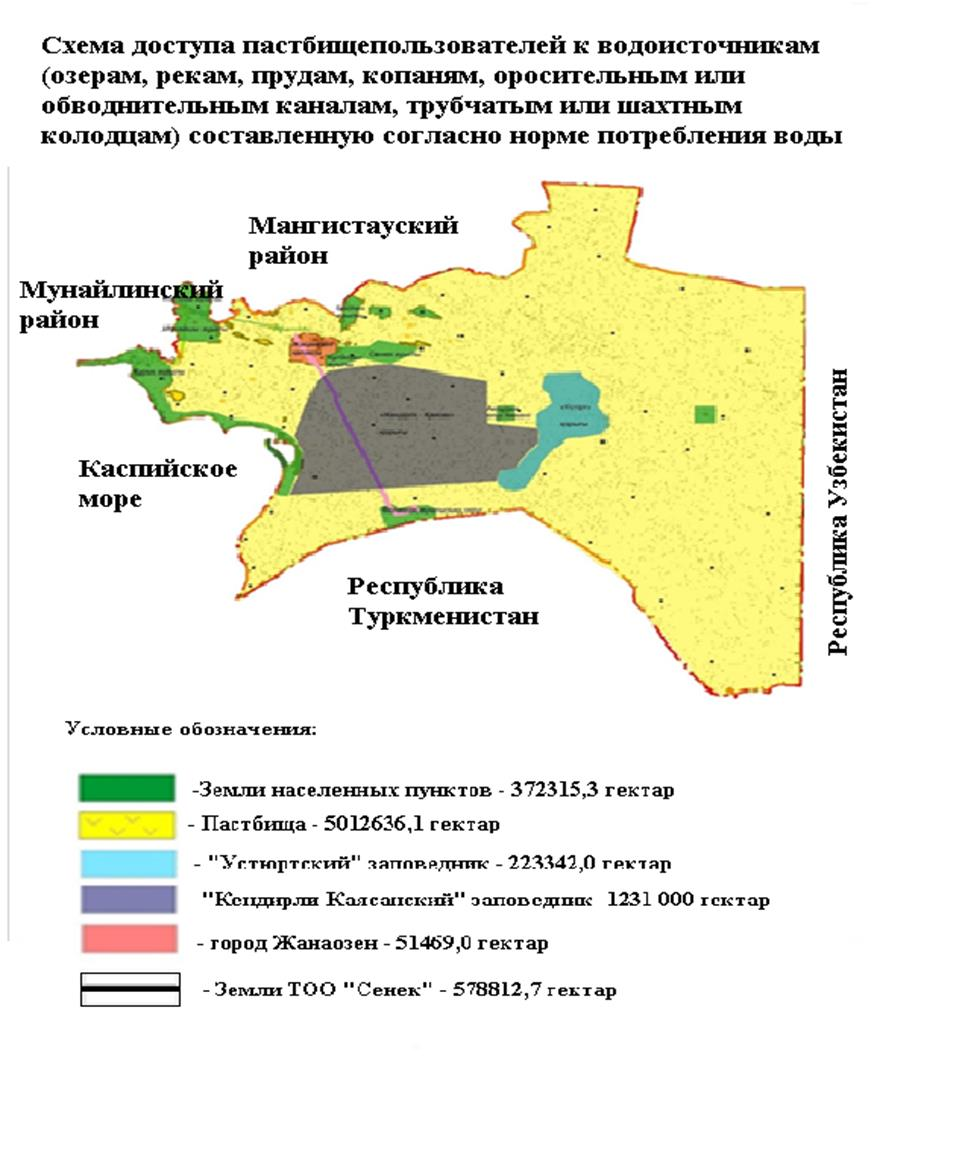 Схема доступа пастбищепользователей к водоисточникам
(озерам, рекам, прудам, копаням, оросительным или
обводнительным каналам, трубчатым или шахтным
колодцам) составленную согласно норме потребления воды
Мангистауский
район
Мунайлинский
район
Каспийское
море
Республика
Туркменистан
Республика Узбекистан
Условные обозначения:
-Земли населенных пунктов - 372315,3 гектар
- Пастбища - 5012636,1 гектар
- "Устюртский" заповедник - 223342,0 гектар
"Кендирли Каясанский" заповедник 1231 000 гектар
- город Жанаозен - 51469,0 гектар
- Земли ТОО "Сенек" - 578812,7 гектар